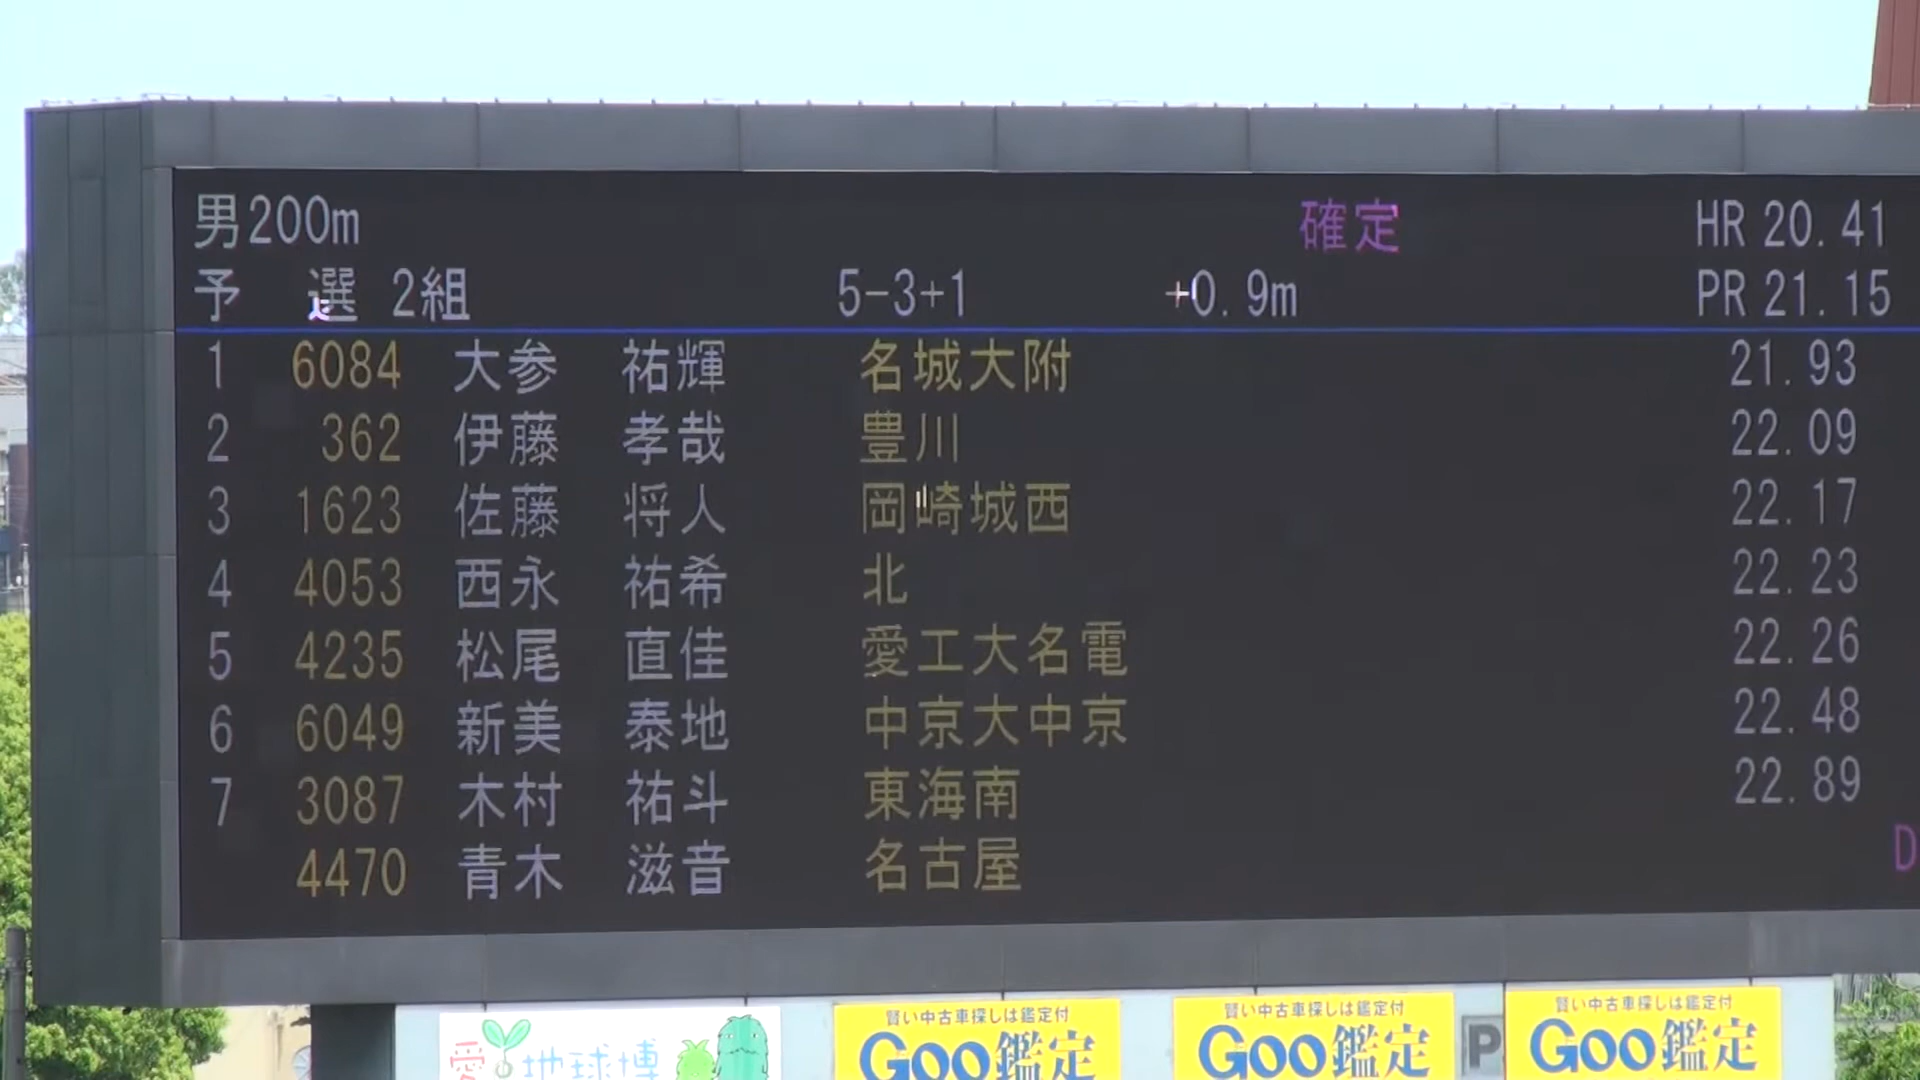 男200m 確定 HR 20.41
予 選 2組 5-3+1 +0.9m PR 21.15
1 6084 大参 祐輝 名城大附 21.93
2 362 伊藤 孝哉 豊川 22.09
3 1623 佐藤 将人 岡崎城西 22.17
4 4053 西永 祐希 北 22.23
5 4235 松尾 直佳 愛工大名電 22.26
6 6049 新美 泰地 中京大中京 22.48
7 3087 木村 祐斗 東海南 22.89
4470 青木 滋音 名古屋 D
愛 地球博
賢い中古車探しは鑑定付
Goo鑑定
賢い中古車探しは鑑定付
Goo鑑定
P
賢い中古車探しは鑑定付
Goo鑑定